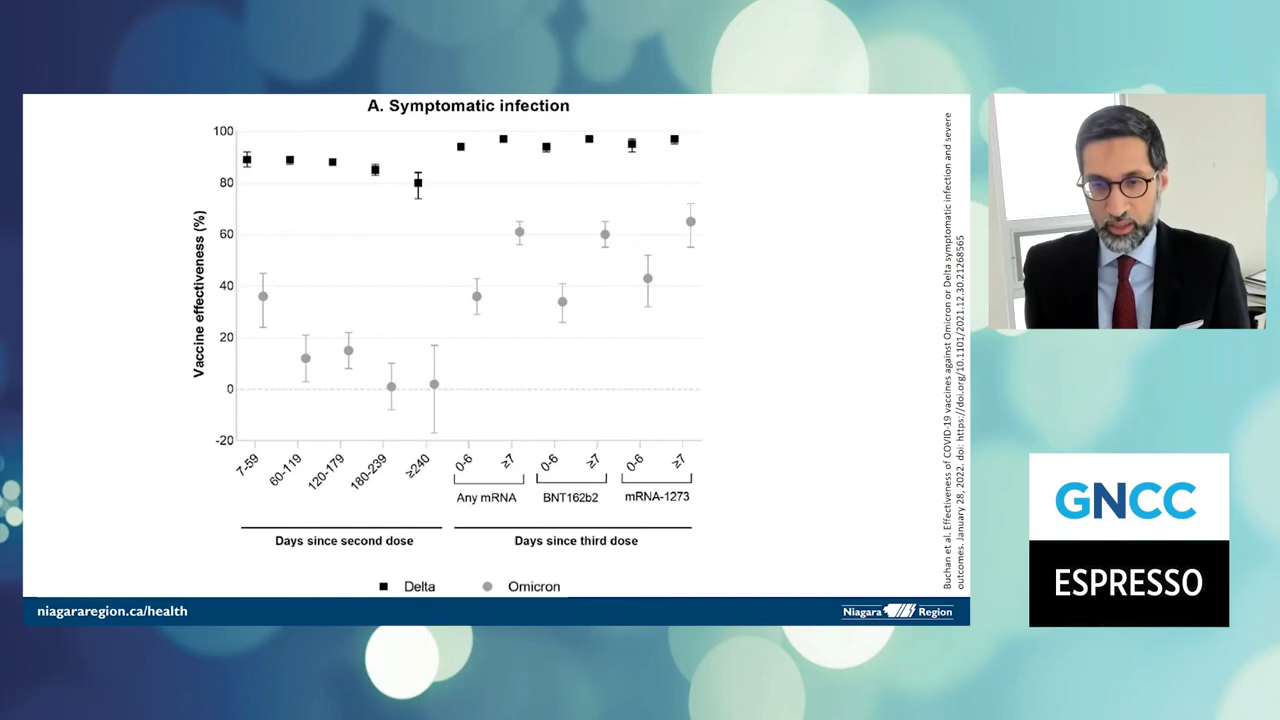 A. Symptomatic infection
Vaccine effectiveness (%)
100
80
60
40
20
0
-20
7-59
60-119
120-179
180-239
≥240
0-6
≥7
0-6
≥7
0-6
≥7
Any mRNA
BNT162b2
mRNA-1273
Days since second dose
Days since third dose
Delta
Omicron
Buchan et al. Effectiveness of COVID-19 vaccines against Omicron or Delta symptomatic infection and severe
outcomes. January 28, 2022. doi: https://doi.org/10.1101/2021.12.30.21268565
niagararegion.ca/health
Niagara Region
GNCC
ESPRESSO